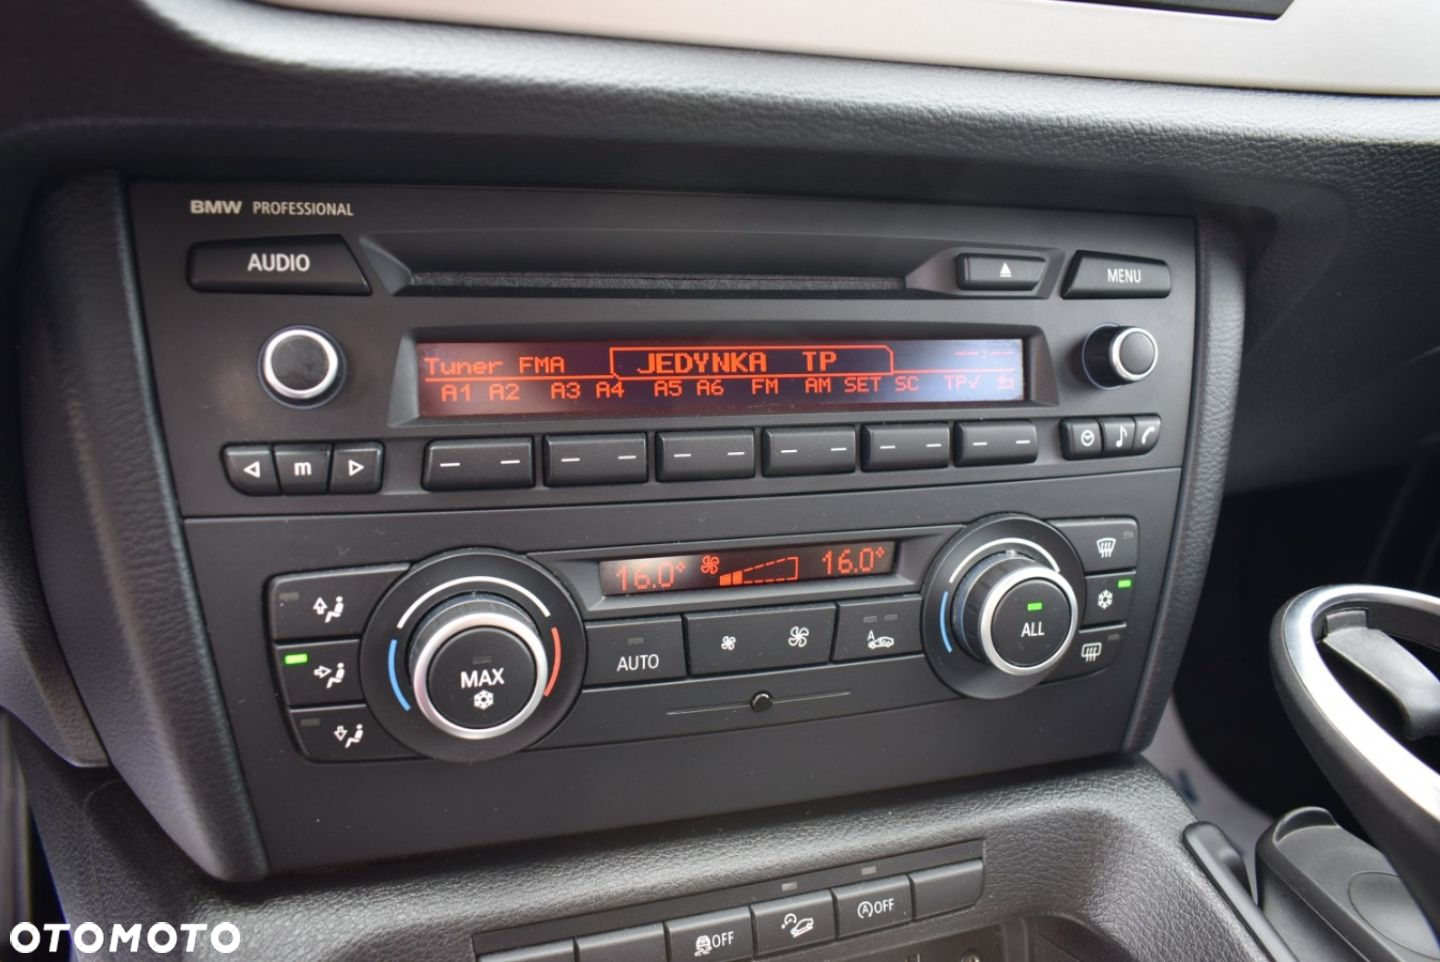 BMW PROFESSIONAL
AUDIO
MENU
Tuner FMA JEDYNKA TP --:--
A1 A2 A3 A4 A5 A6 FM AM SET SC TP✓
m
16.0° 16.0°
MAX
AUTO
A
ALL
OFF
A OFF
OTOMOTO